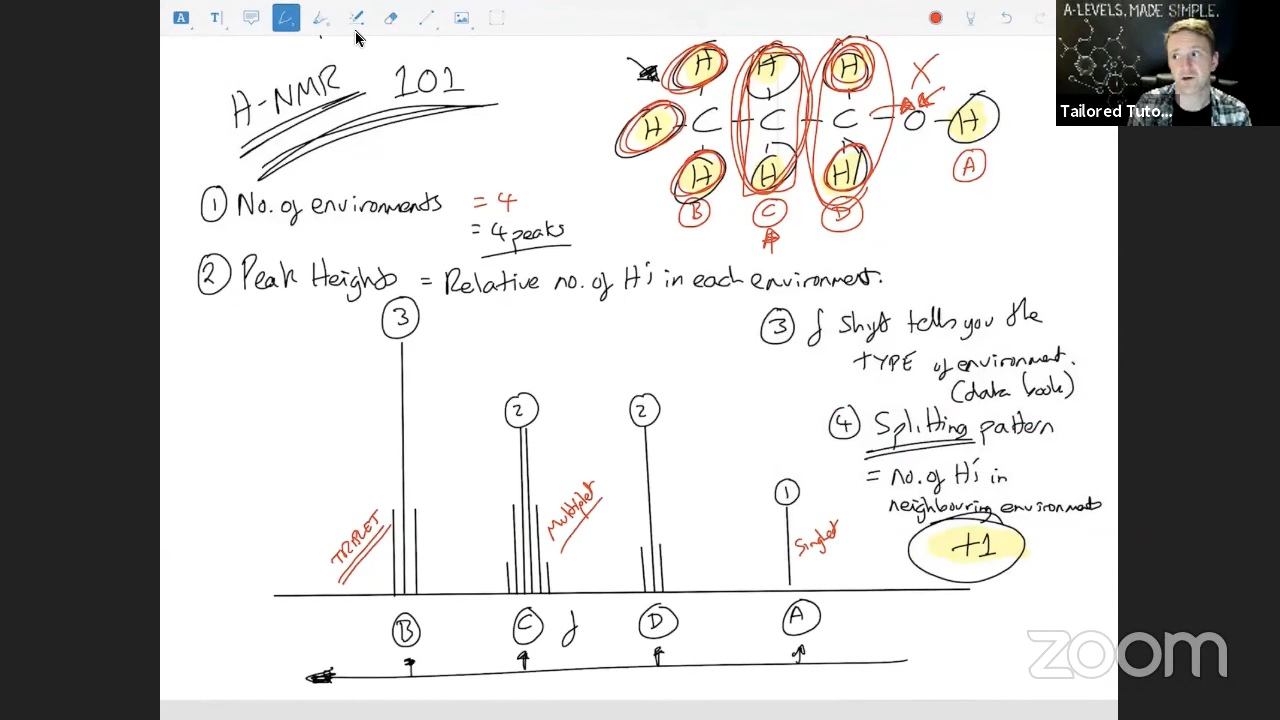 A-LEVELS. MADE SIMPLE.
Tailored Tuto...
H-NMR 101
H H H
H - C - C - C - O - H
H H H
X
A
B C D
① No. of environments = 4
= 4 peaks
② Peak Heights = Relative no. of H's in each environment.
3
2
2
1
TRIPLET
Multiplet
Singlet
③ δ shift tells you the
TYPE of environment.
(data book)
④ Splitting pattern
= no. of H's in
neighbouring environments
+1
B C δ D A
zoom